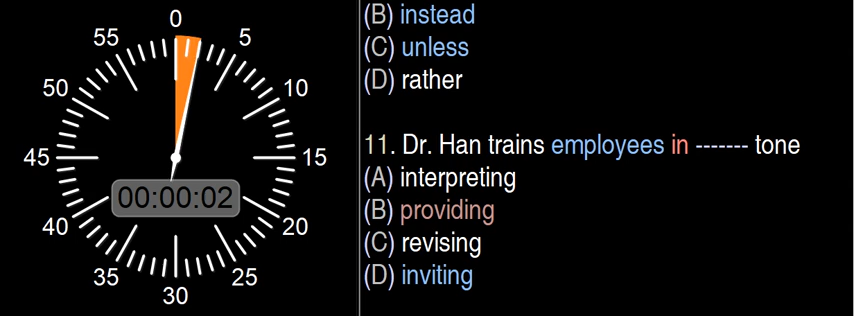 0
55
5
50
10
45
15
00:00:02
40
20
35
25
30
(B) instead
(C) unless
(D) rather
11. Dr. Han trains employees in ------- tone
(A) interpreting
(B) providing
(C) revising
(D) inviting